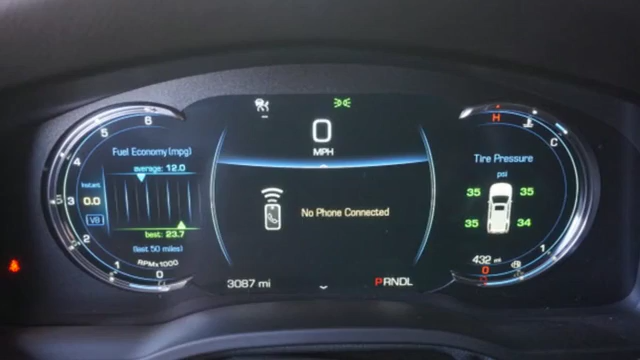 6
5
4
3
2
1
0
RPMx1000
Fuel Economy (mpg)
average: 12.0
Instant.
0.0
V8
best: 23.7
(last 50 miles)
0
MPH
No Phone Connected
3087 mi
PRNDL
H
C
Tire Pressure
psi
35 35
35 34
432 mi
1
0